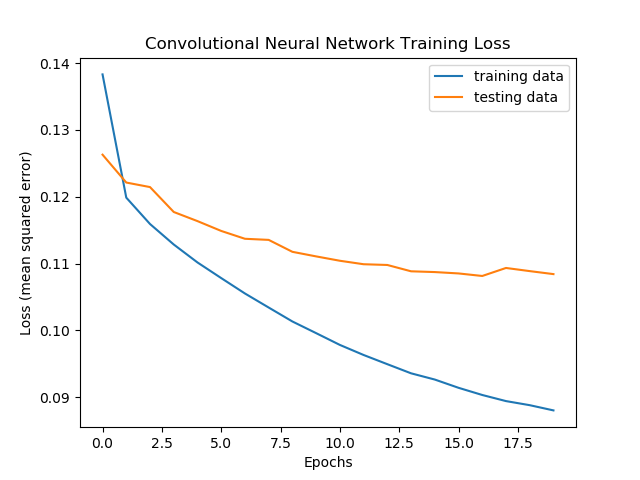 Convolutional Neural Network Training Loss
training data
testing data
Loss (mean squared error)
0.14
0.13
0.12
0.11
0.10
0.09
0.0 2.5 5.0 7.5 10.0 12.5 15.0 17.5
Epochs